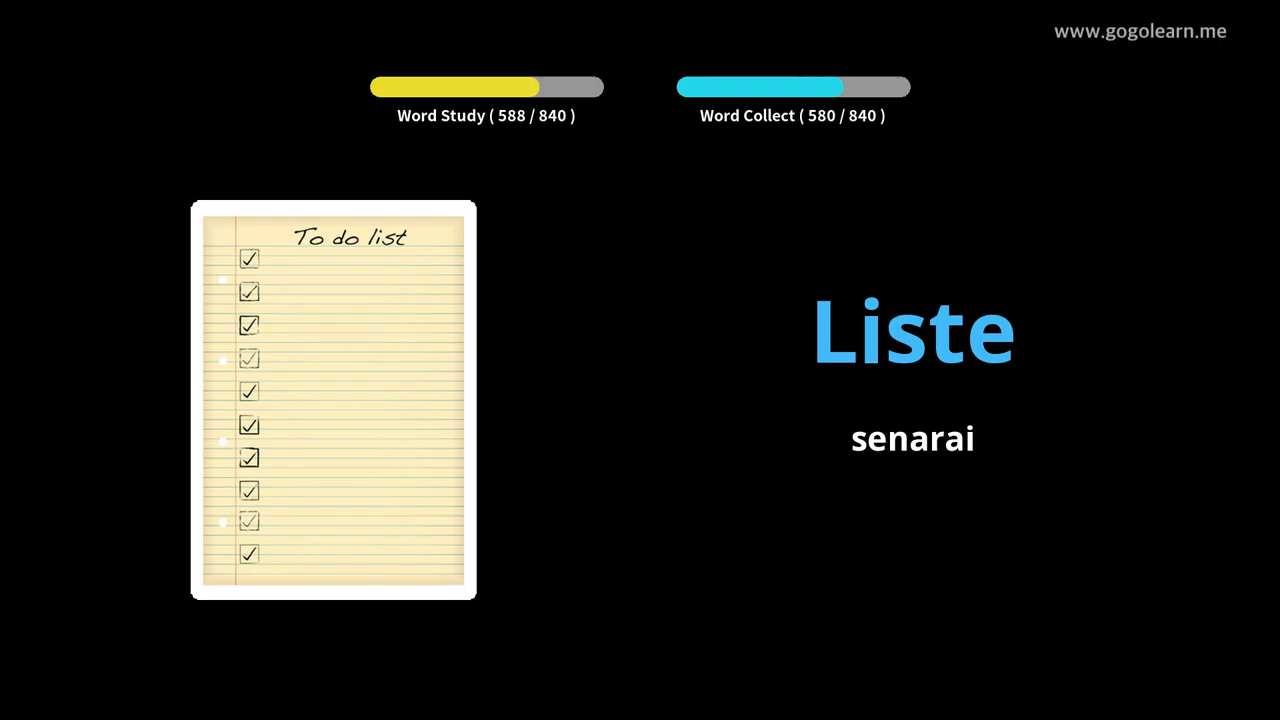 www.gogolearn.me
Word Study ( 588 / 840 )
Word Collect ( 580 / 840 )
To do list
Liste
senarai